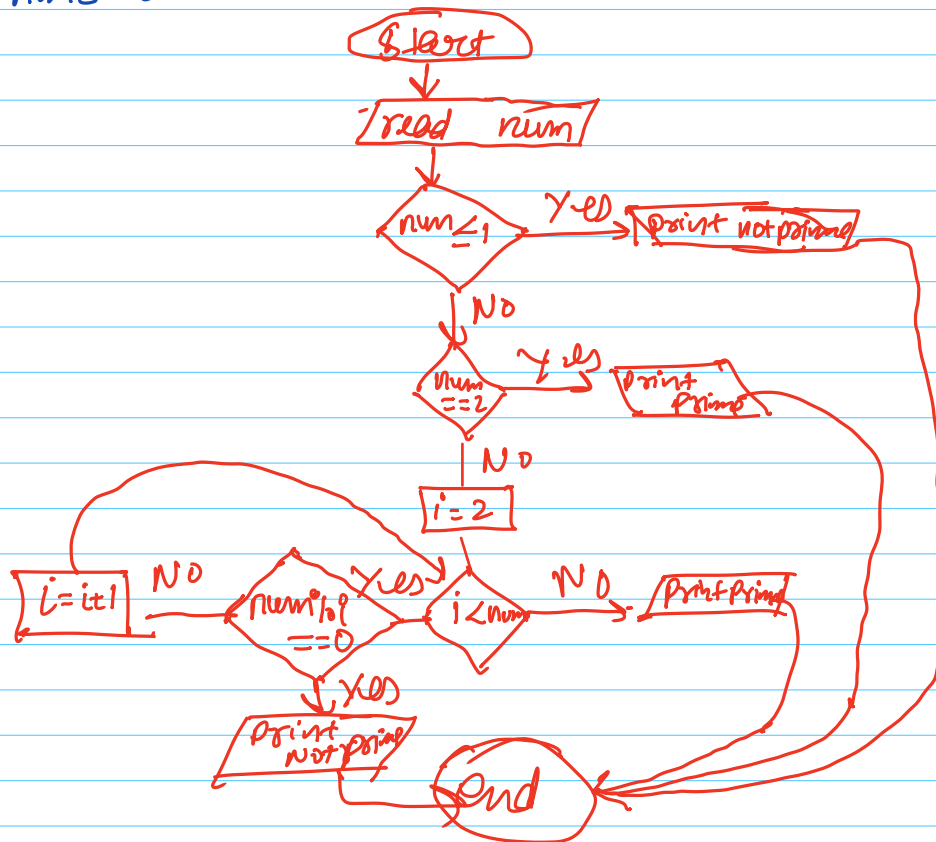 Start
read num
num ≤ 1
Yes
print not prime
NO
num
==2
Yes
print
prime
NO
i = 2
i < num
NO
print prime
Yes
num % i
==0
NO
i = i+1
Yes
print
Not prime
End